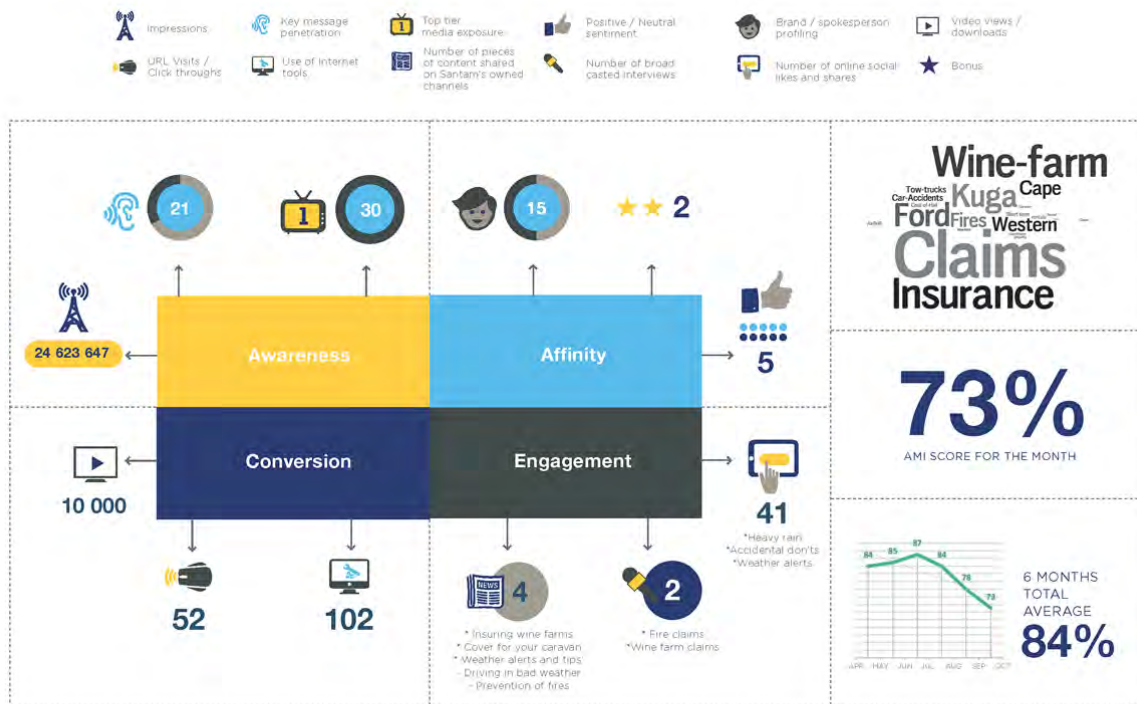 Impressions
Key message
penetration
Top tier
media exposure
Positive / Neutral
sentiment
Brand / spokesperson
profiling
Video views /
downloads
URL Visits /
Click throughs
Use of Internet
tools
Number of pieces
of content shared
on Santam's owned
channels
Number of broad
casted interviews
Number of online social
likes and shares
Bonus
21
1
30
15
2
24 623 647
Awareness
Affinity
5
Conversion
Engagement
10 000
41
*Heavy rain
*Accidental don'ts
*Weather alerts
52
102
NEWS
4
* Insuring wine farms
* Cover for your caravan
* Weather alerts and tips
- Driving in bad weather
- Prevention of fires
2
* Fire claims
*Wine farm claims
Wine-farm
Tow-trucks
Car-Accidents
Kuga
Cape
Ford
Fires
Western
Claims
Insurance
73%
AMI SCORE FOR THE MONTH
84
85
87
84
78
73
APR
MAY
JUN
JUL
AUG
SEP
OCT
6 MONTHS
TOTAL
AVERAGE
84%